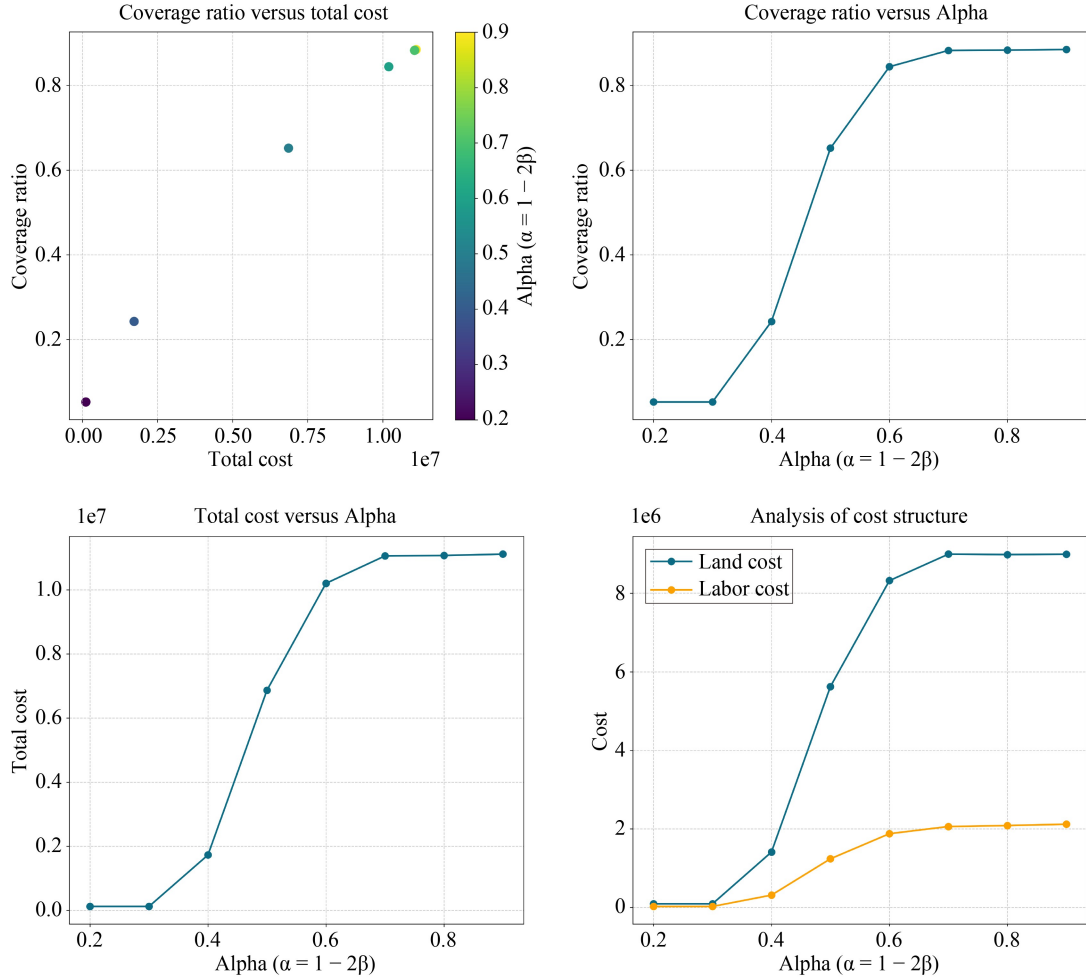 Coverage ratio versus total cost
Coverage ratio
0.8
0.6
0.4
0.2
0.00 0.25 0.50 0.75 1.00
Total cost
1e7
0.9
0.8
0.7
0.6
0.5
0.4
0.3
0.2
Alpha (α = 1 − 2β)
Coverage ratio versus Alpha
Coverage ratio
0.8
0.6
0.4
0.2
0.2 0.4 0.6 0.8
Alpha (α = 1 − 2β)
1e7
Total cost versus Alpha
Total cost
1.0
0.8
0.6
0.4
0.2
0.0
0.2 0.4 0.6 0.8
Alpha (α = 1 − 2β)
1e6
Analysis of cost structure
Land cost
Labor cost
Cost
8
6
4
2
0
0.2 0.4 0.6 0.8
Alpha (α = 1 − 2β)